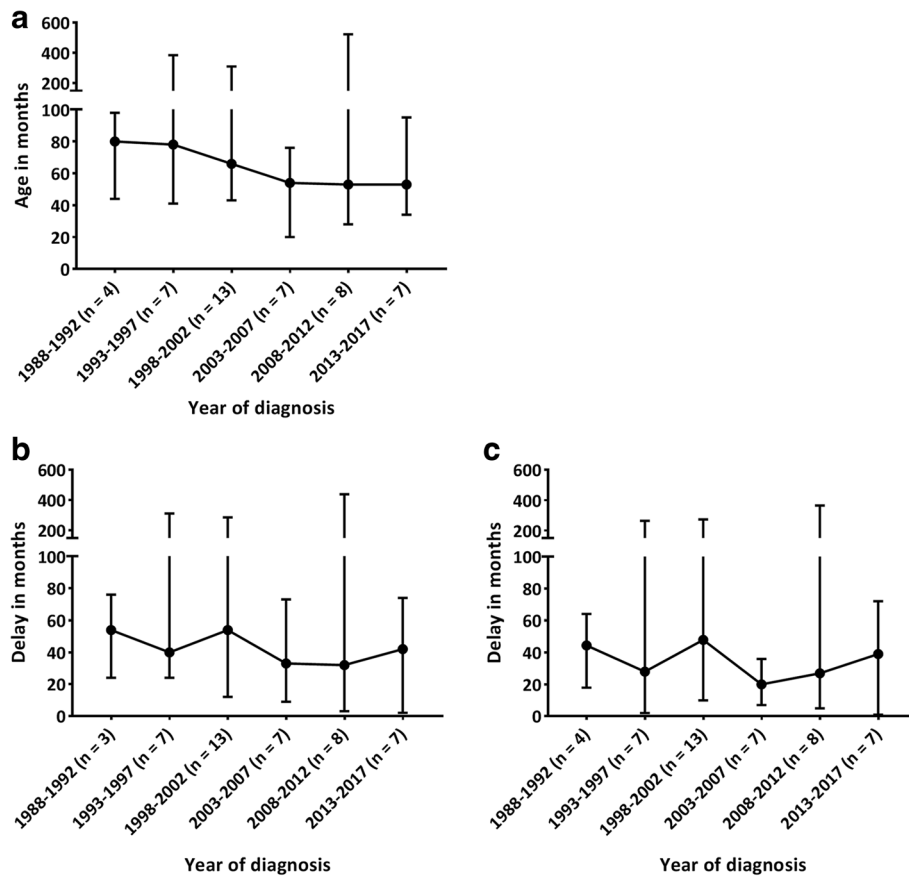 a
600
400
200
100
80
60
40
20
0
Age in months
1988-1992 (n = 4)
1993-1997 (n = 7)
1998-2002 (n = 13)
2003-2007 (n = 7)
2008-2012 (n = 8)
2013-2017 (n = 7)
Year of diagnosis
b
600
400
200
100
80
60
40
20
0
Delay in months
1988-1992 (n = 3)
1993-1997 (n = 7)
1998-2002 (n = 13)
2003-2007 (n = 7)
2008-2012 (n = 8)
2013-2017 (n = 7)
Year of diagnosis
c
600
400
200
100
80
60
40
20
0
Delay in months
1988-1992 (n = 4)
1993-1997 (n = 7)
1998-2002 (n = 13)
2003-2007 (n = 7)
2008-2012 (n = 8)
2013-2017 (n = 7)
Year of diagnosis